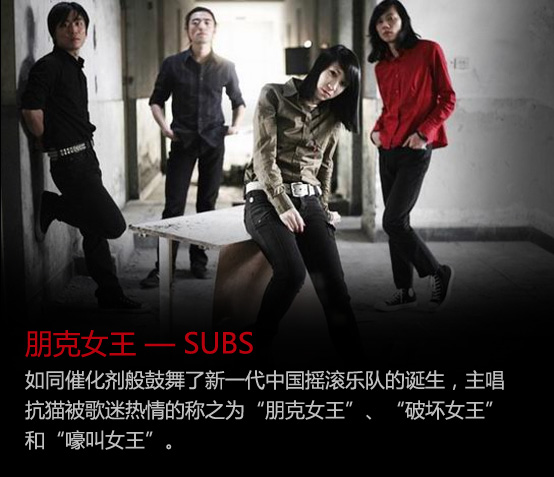 朋克女王 — SUBS
如同催化剂般鼓舞了新一代中国摇滚乐队的诞生，主唱
抗猫被歌迷热情的称之为“朋克女王”、“破坏女王”
和“嚎叫女王”。